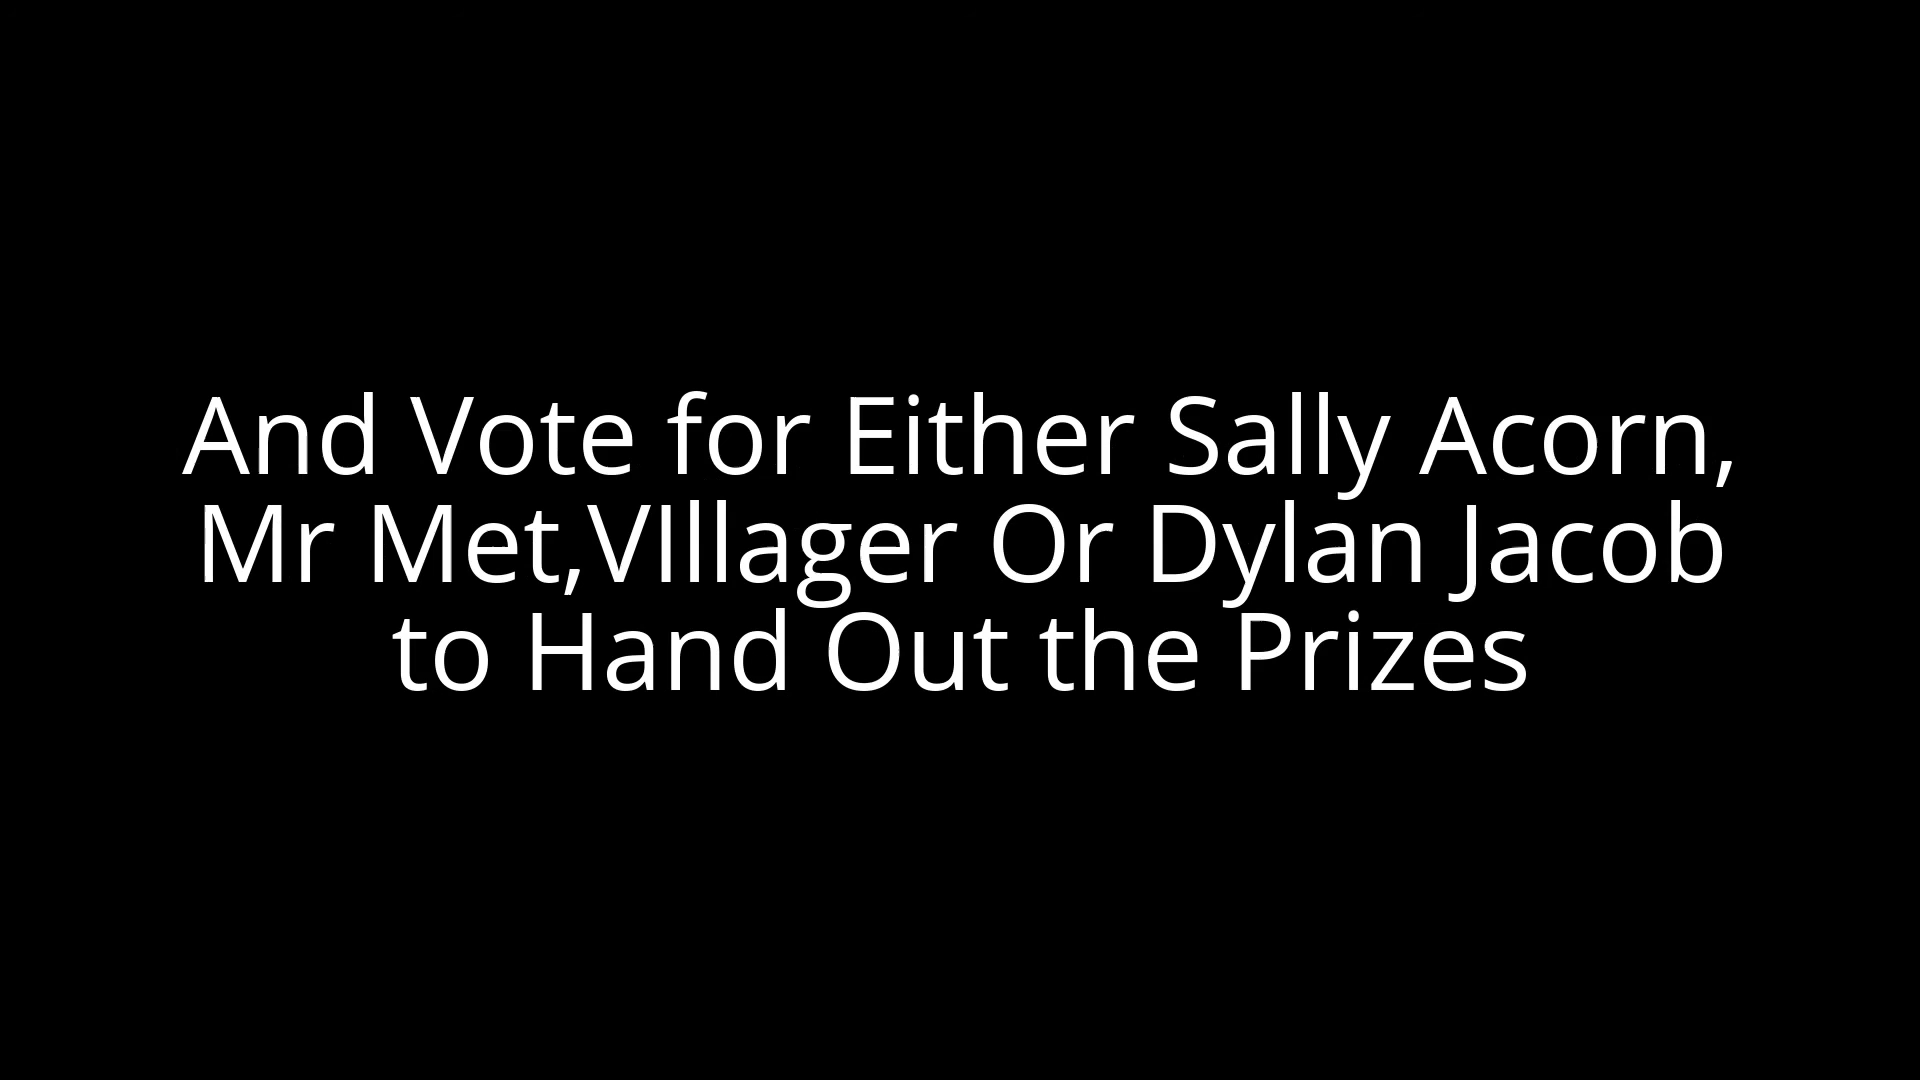 And Vote for Either Sally Acorn,
Mr Met,VIllager Or Dylan Jacob
to Hand Out the Prizes